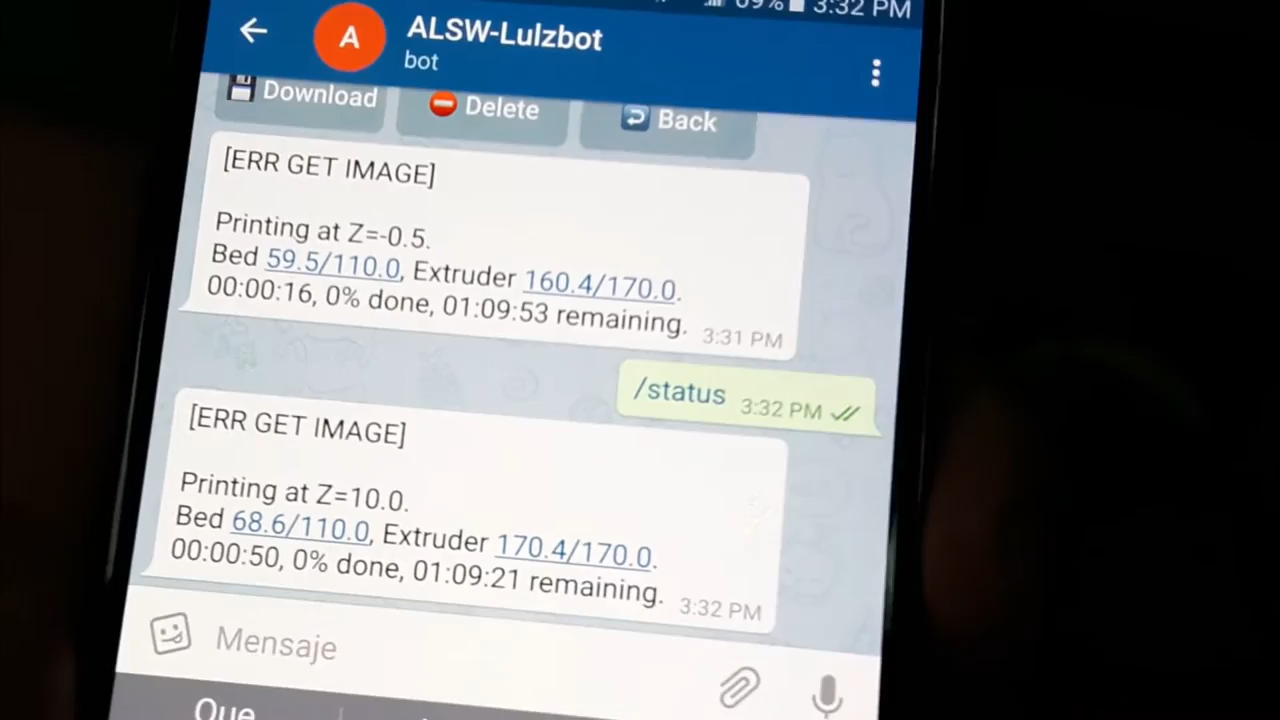 69% 3:32 PM
A ALSW-Lulzbot
bot
Download Delete Back
[ERR GET IMAGE]
Printing at Z=-0.5.
Bed 59.5/110.0, Extruder 160.4/170.0.
00:00:16, 0% done, 01:09:53 remaining. 3:31 PM
/status 3:32 PM
[ERR GET IMAGE]
Printing at Z=10.0.
Bed 68.6/110.0, Extruder 170.4/170.0.
00:00:50, 0% done, 01:09:21 remaining. 3:32 PM
Mensaje
Que